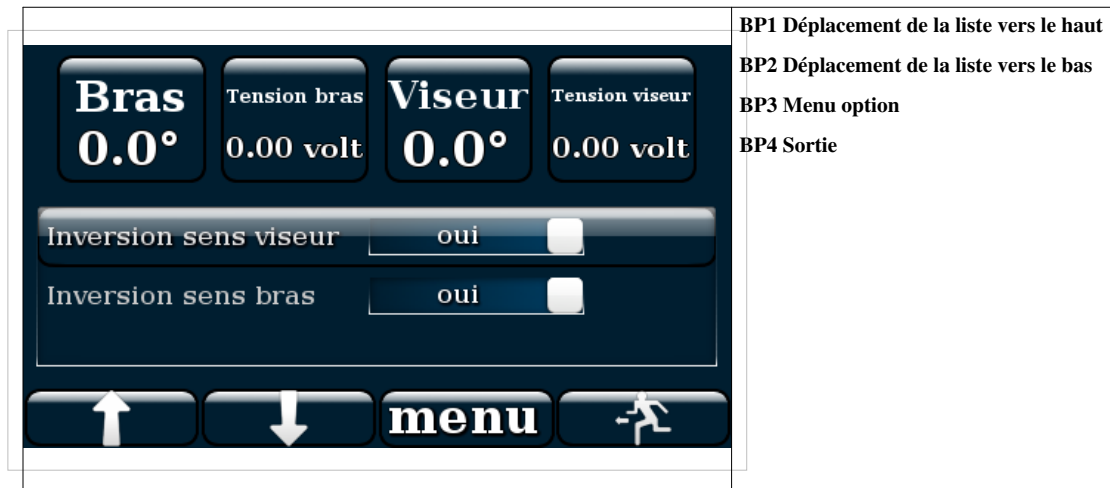 Bras
0.0°
Tension bras
0.00 volt
Viseur
0.0°
Tension viseur
0.00 volt
Inversion sens viseur oui
Inversion sens bras oui
menu
BP1 Déplacement de la liste vers le haut
BP2 Déplacement de la liste vers le bas
BP3 Menu option
BP4 Sortie